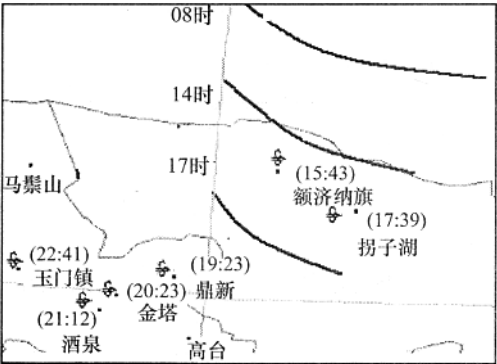 08时
14时
17时
马鬃山
(15:43)
额济纳旗
(17:39)
拐子湖
(22:41)
玉门镇
(19:23)
鼎新
(20:23)
金塔
(21:12)
酒泉
高台